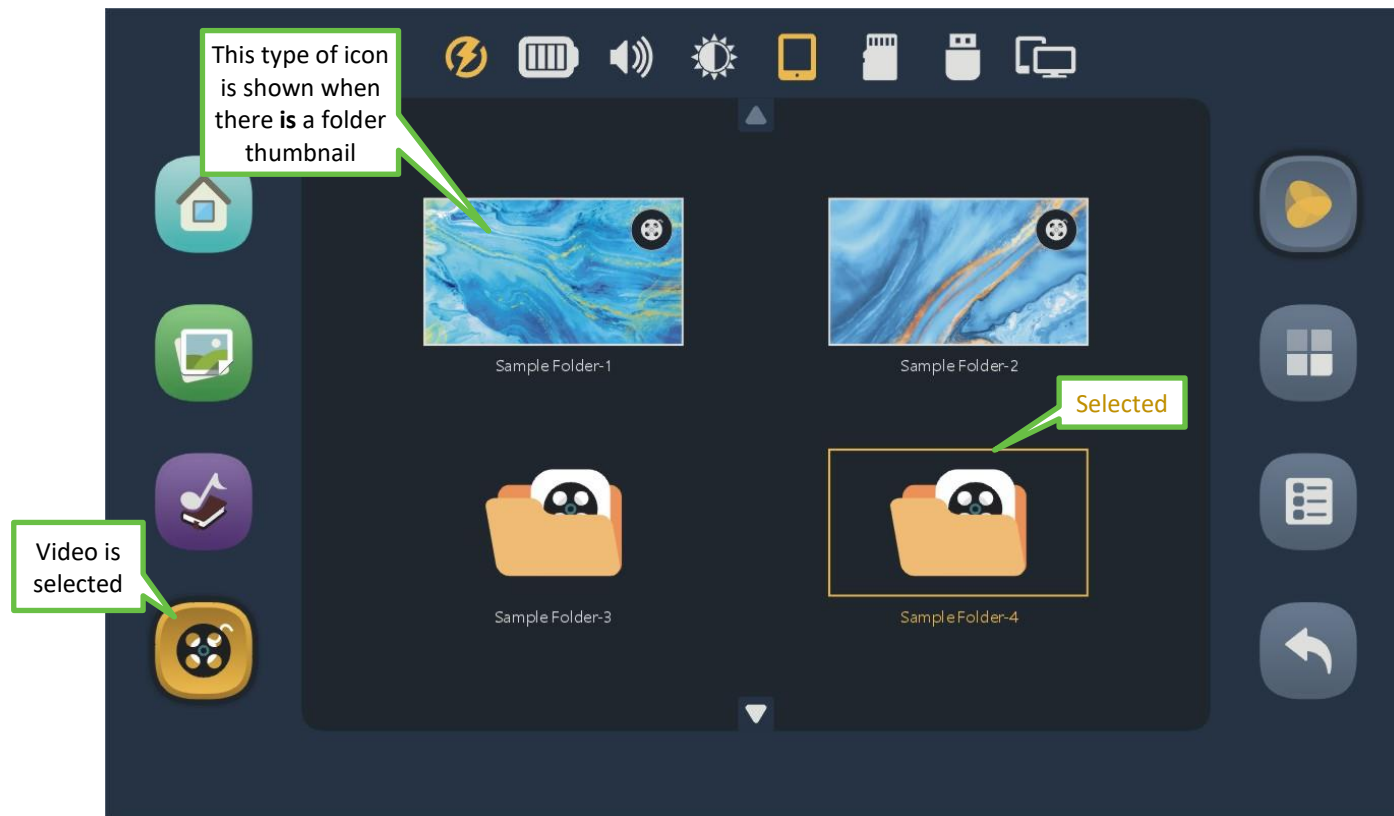 This type of icon
is shown when
there is a folder
thumbnail
Sample Folder-1
Sample Folder-2
Selected
Video is
selected
Sample Folder-3
Sample Folder-4